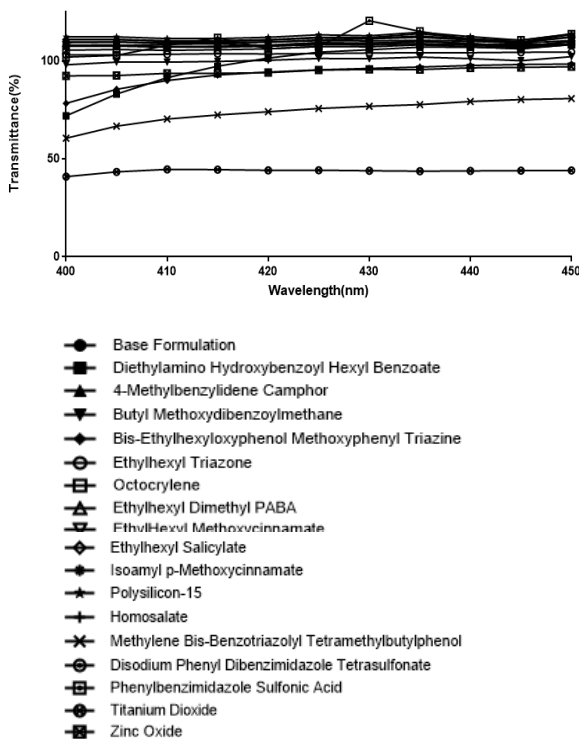 Transmittance(%)
100
50
0
400
410
420
430
440
450
Wavelength(nm)
Base Formulation
Diethylamino Hydroxybenzoyl Hexyl Benzoate
4-Methylbenzylidene Camphor
Butyl Methoxydibenzoylmethane
Bis-Ethylhexyloxyphenol Methoxyphenyl Triazine
Ethylhexyl Triazone
Octocrylene
Ethylhexyl Dimethyl PABA
EthylHexyl Methoxycinnamate
Ethylhexyl Salicylate
Isoamyl p-Methoxycinnamate
Polysilicon-15
Homosalate
Methylene Bis-Benzotriazolyl Tetramethylbutylphenol
Disodium Phenyl Dibenzimidazole Tetrasulfonate
Phenylbenzimidazole Sulfonic Acid
Titanium Dioxide
Zinc Oxide